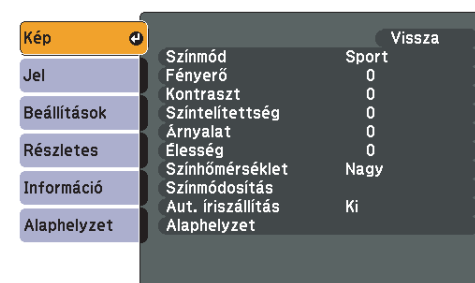 Kép
Jel
Beállítások
Részletes
Információ
Alaphelyzet
Vissza
Színmód Sport
Fényerő 0
Kontraszt 0
Színtelítettség 0
Árnyalat 0
Élesség 0
Színhőmérséklet Nagy
Színmódosítás
Aut. íriszállítás Ki
Alaphelyzet